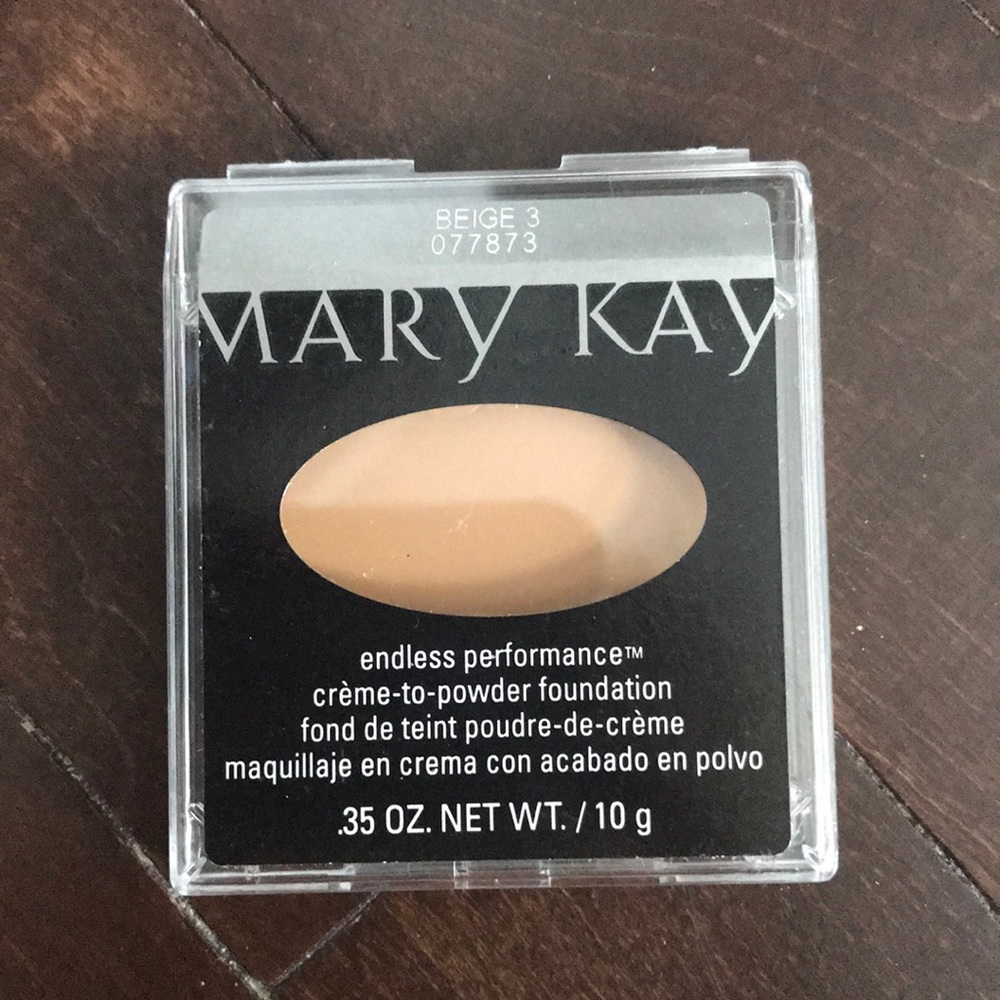 BEIGE 3
077873
MARY KAY
endless performance™
crème-to-powder foundation
fond de teint poudre-de-crème
maquillaje en crema con acabado en polvo
.35 OZ. NET WT. / 10 g